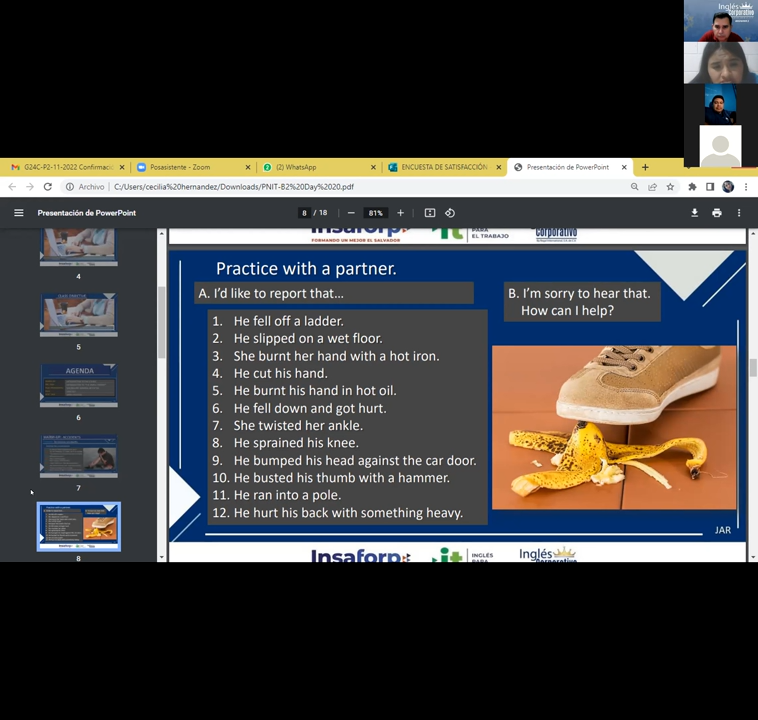 Inglés
Corporativo
G24C-P2-11-2022 Confirmaci
Posasistente - Zoom
(2) WhatsApp
ENCUESTA DE SATISFACCIÓN
Presentación de PowerPoint
Archivo
C:/Users/cecilia%20hernandez/Downloads/PNIT-B2%20Day%2020.pdf
Presentación de PowerPoint
8 / 18
81%
4
5
AGENDA
6
7
8
Insaforp
FORMANDO UN MEJOR EL SALVADOR
it
PARA
EL TRABAJO
Corporativo
Practice with a partner.
A. I'd like to report that...
B. I'm sorry to hear that.
How can I help?
1. He fell off a ladder.
2. He slipped on a wet floor.
3. She burnt her hand with a hot iron.
4. He cut his hand.
5. He burnt his hand in hot oil.
6. He fell down and got hurt.
7. She twisted her ankle.
8. He sprained his knee.
9. He bumped his head against the car door.
10. He busted his thumb with a hammer.
11. He ran into a pole.
12. He hurt his back with something heavy.
JAR
Insaforp
it
INGLÉS
PARA
Inglés
Corporativo